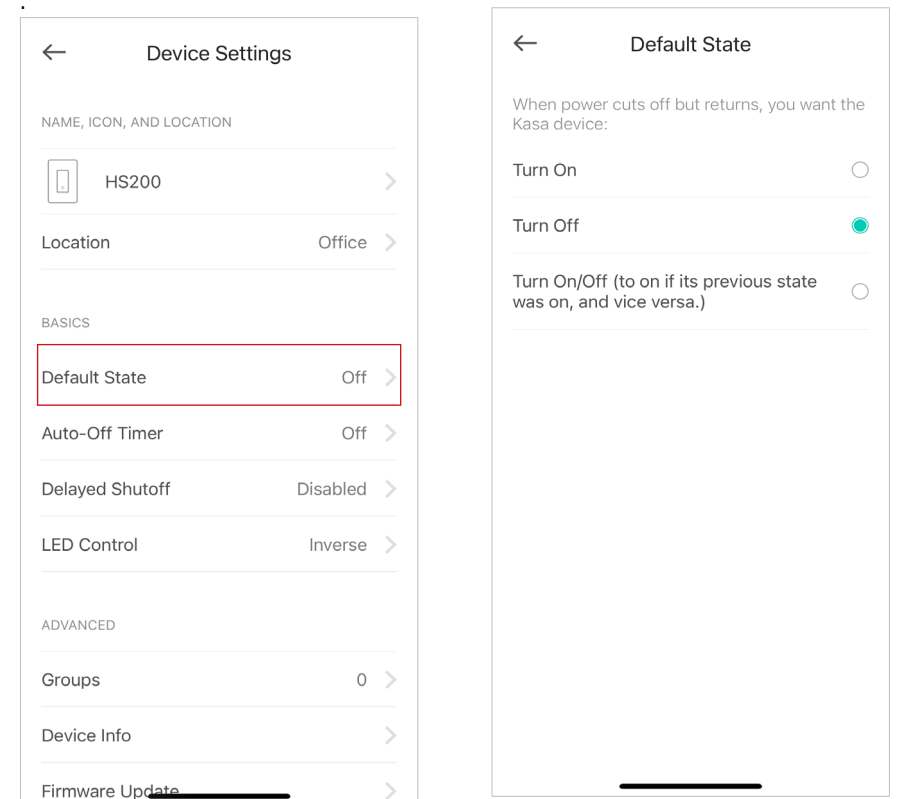 .
Device Settings
NAME, ICON, AND LOCATION
HS200
Location Office
BASICS
Default State Off
Auto-Off Timer Off
Delayed Shutoff Disabled
LED Control Inverse
ADVANCED
Groups 0
Device Info
Firmware Update
Default State
When power cuts off but returns, you want the
Kasa device:
Turn On
Turn Off
Turn On/Off (to on if its previous state
was on, and vice versa.)